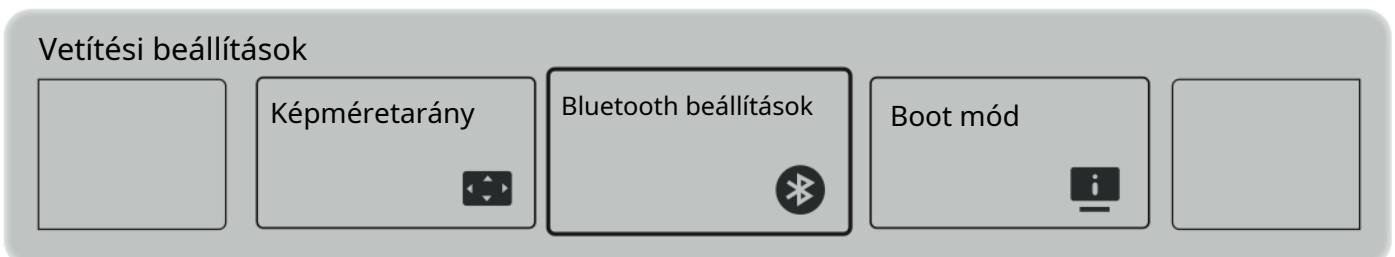 Vetítési beállítások
Képméretarány
Bluetooth beállítások
Boot mód